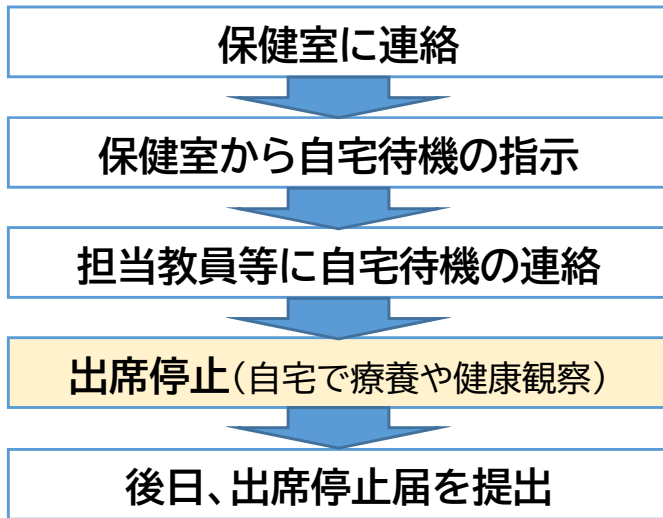 保健室に連絡
保健室から自宅待機の指示
担当教員等に自宅待機の連絡
出席停止(自宅で療養や健康観察)
後日、出席停止届を提出